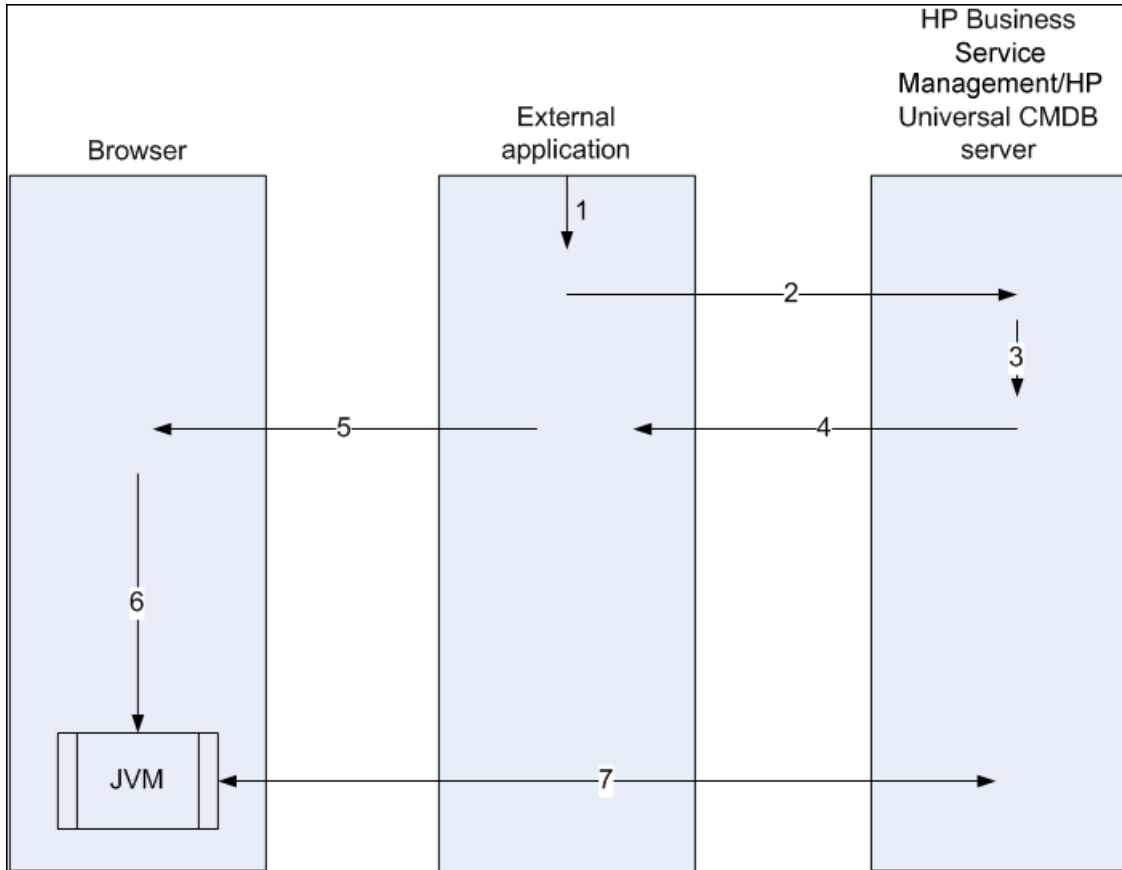 HP Business
Service
Management/HP
Universal CMDB
server
External
application
Browser
1
2
3
5
4
6
JVM
7